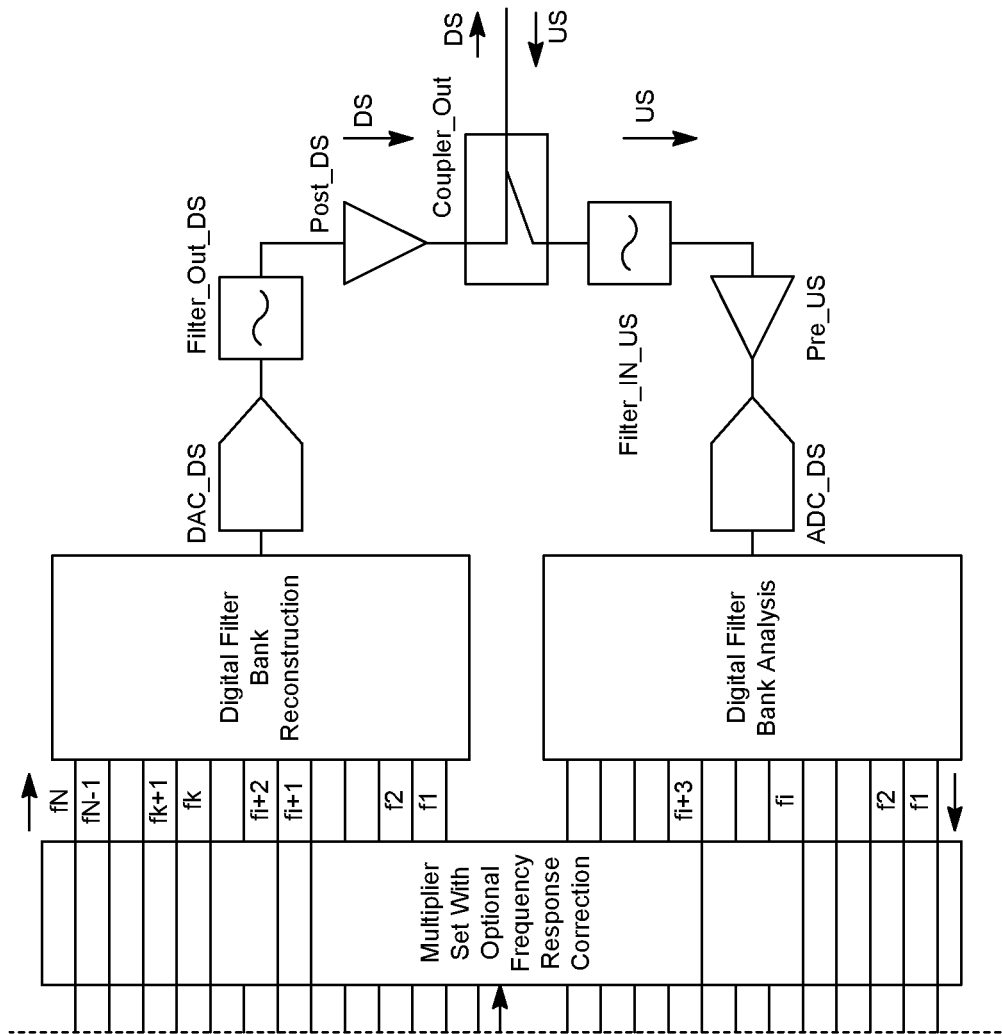 DS
US
Coupler_Out
DS
Post_DS
US
Filter_Out_DS
Filter_IN_US
Pre_US
DAC_DS
ADC_DS
Digital Filter
Bank
Reconstruction
Digital Filter
Bank Analysis
fN
fN-1
fk+1
fk
fi+2
fi+1
f2
f1
fi+3
fi
f2
f1
Multiplier
Set With
Optional
Frequency
Response
Correction